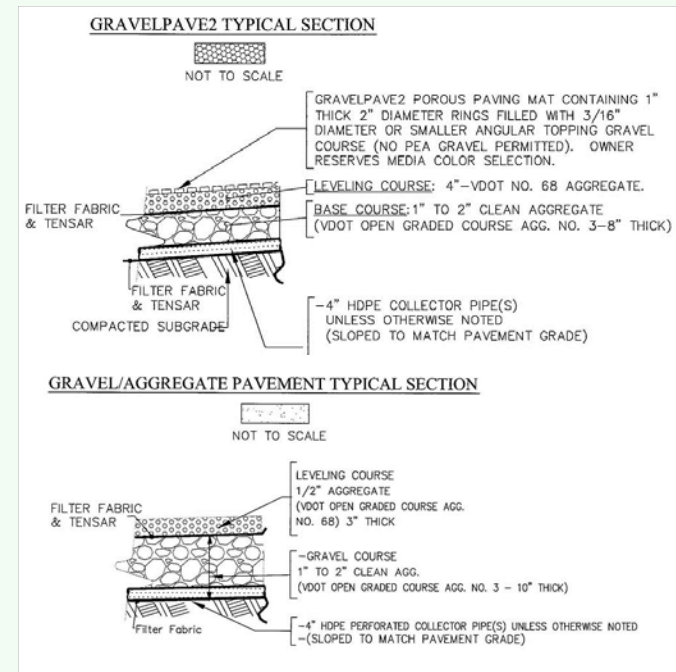 GRAVELPAVE2 TYPICAL SECTION
NOT TO SCALE
GRAVELPAVE2 POROUS PAVING MAT CONTAINING 1"
THICK 2" DIAMETER RINGS FILLED WITH 3/16"
DIAMETER OR SMALLER ANGULAR TOPPING GRAVEL
COURSE (NO PEA GRAVEL PERMITTED). OWNER
RESERVES MEDIA COLOR SELECTION.
LEVELING COURSE: 4"-VDOT NO. 68 AGGREGATE.
FILTER FABRIC
& TENSAR
BASE COURSE: 1" TO 2" CLEAN AGGREGATE
(VDOT OPEN GRADED COURSE AGG. NO. 3-8" THICK)
FILTER FABRIC
& TENSAR
COMPACTED SUBGRADE
-4" HDPE COLLECTOR PIPE(S)
UNLESS OTHERWISE NOTED
(SLOPED TO MATCH PAVEMENT GRADE)
GRAVEL/AGGREGATE PAVEMENT TYPICAL SECTION
NOT TO SCALE
LEVELING COURSE
1/2" AGGREGATE
(VDOT OPEN GRADED COURSE AGG.
NO. 68) 3" THICK
FILTER FABRIC
& TENSAR
-GRAVEL COURSE
1" TO 2" CLEAN AGG.
(VDOT OPEN GRADED COURSE AGG. NO. 3 - 10" THICK)
Filter Fabric
-4" HDPE PERFORATED COLLECTOR PIPE(S) UNLESS OTHERWISE NOTED
-(SLOPED TO MATCH PAVEMENT GRADE)